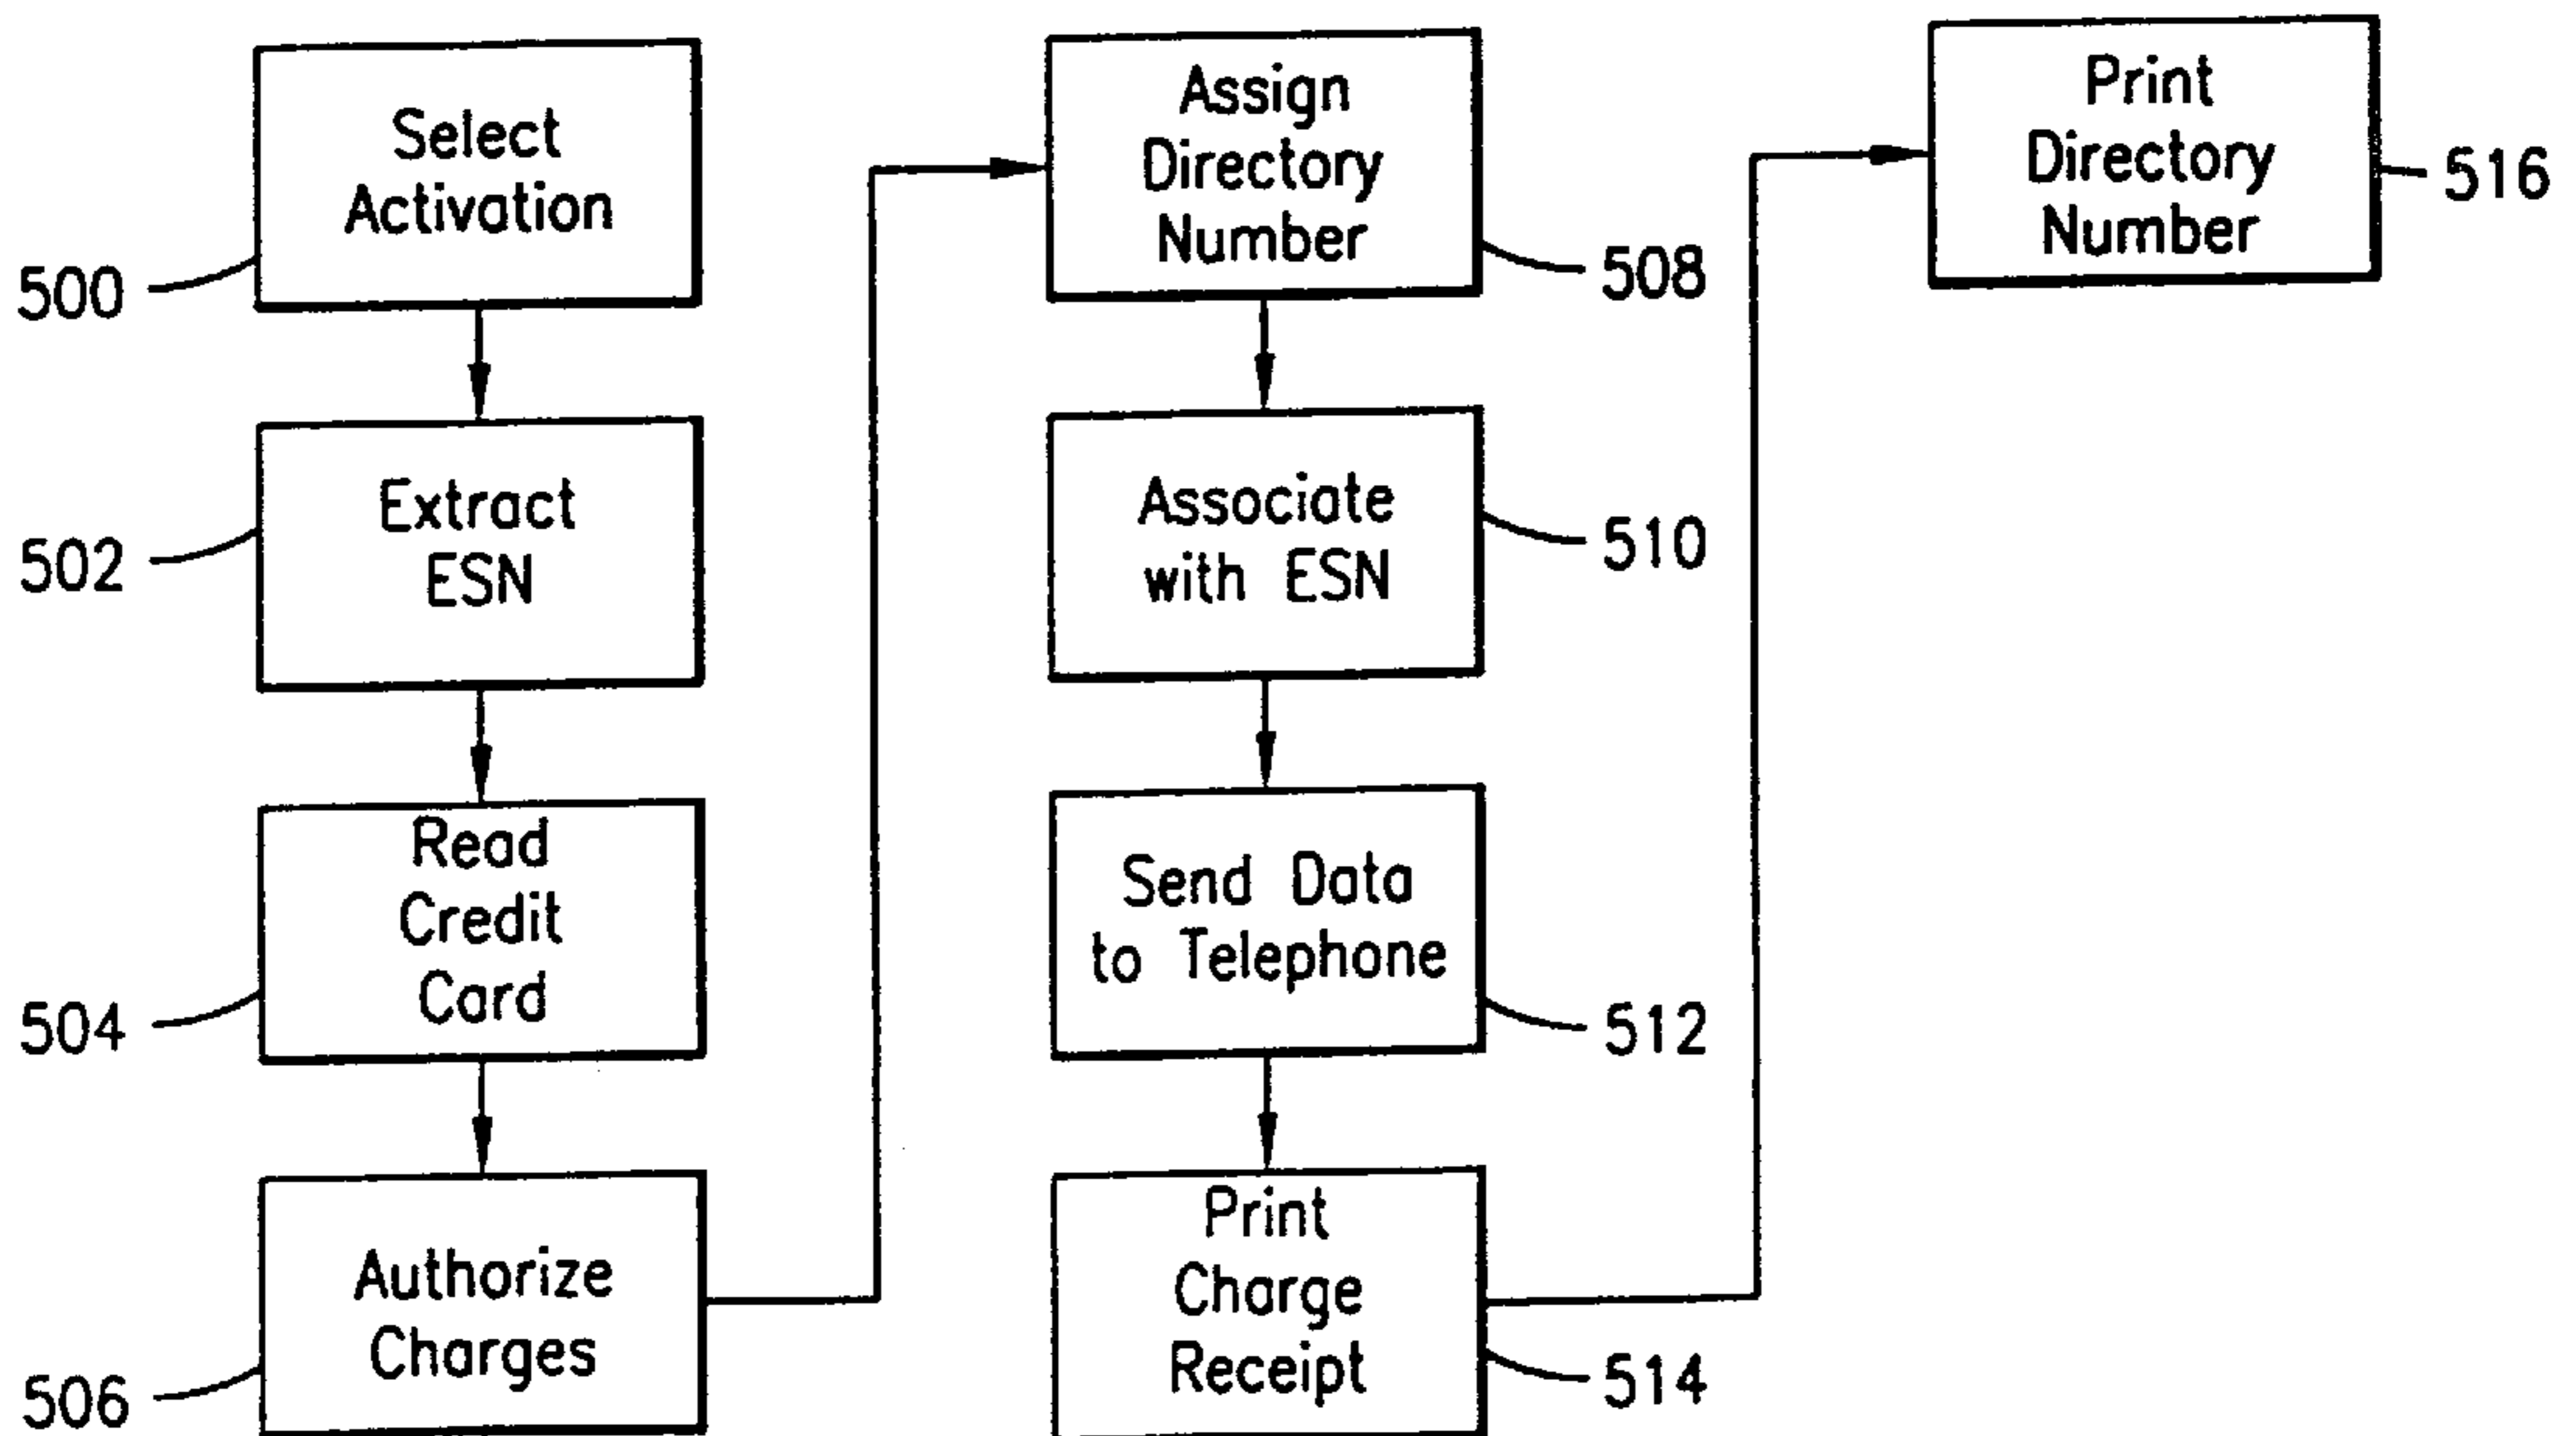 Select
Activation
500
Extract
ESN
502
Read
Credit
Card
504
Authorize
Charges
506
Assign
Directory
Number
508
Associate
with ESN
510
Send Data
to Telephone
512
Print
Charge
Receipt
514
Print
Directory
Number
516